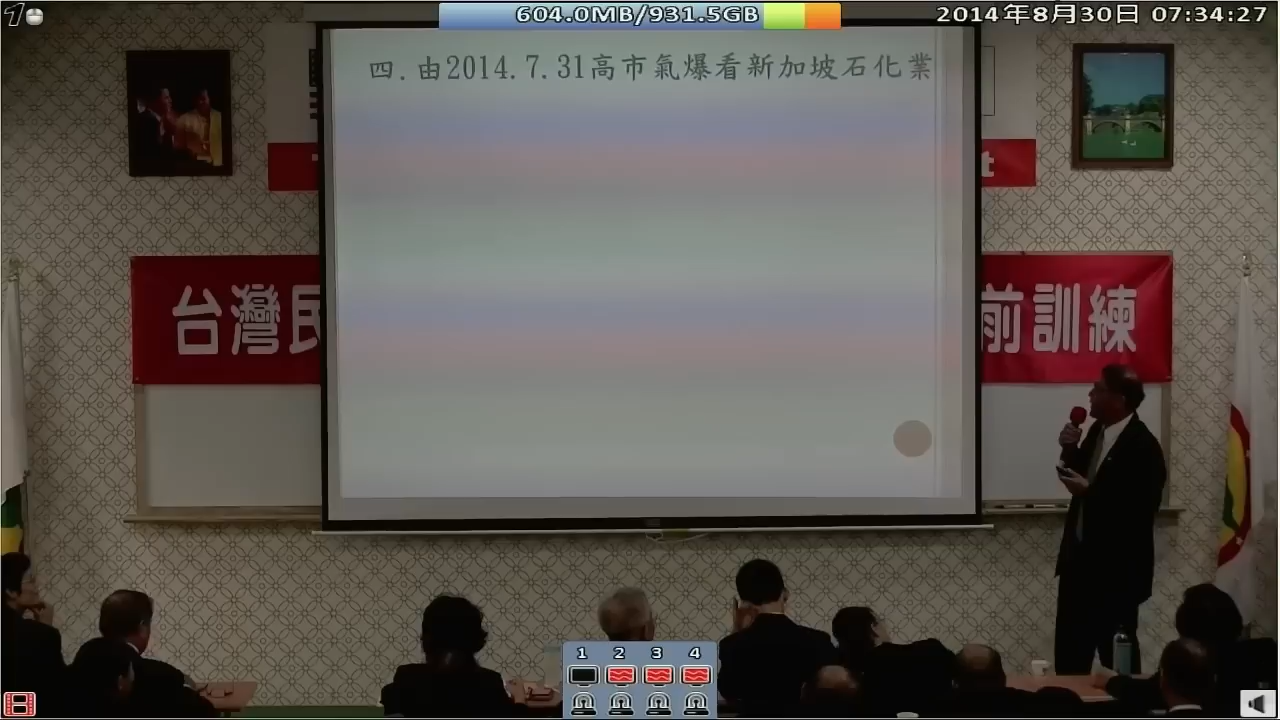 1
604.0MB/931.5GB
2014年8月30日 07:34:27
四.由2014.7.31高市氣爆看新加坡石化業
t
台灣民
前訓練
1 2 3 4